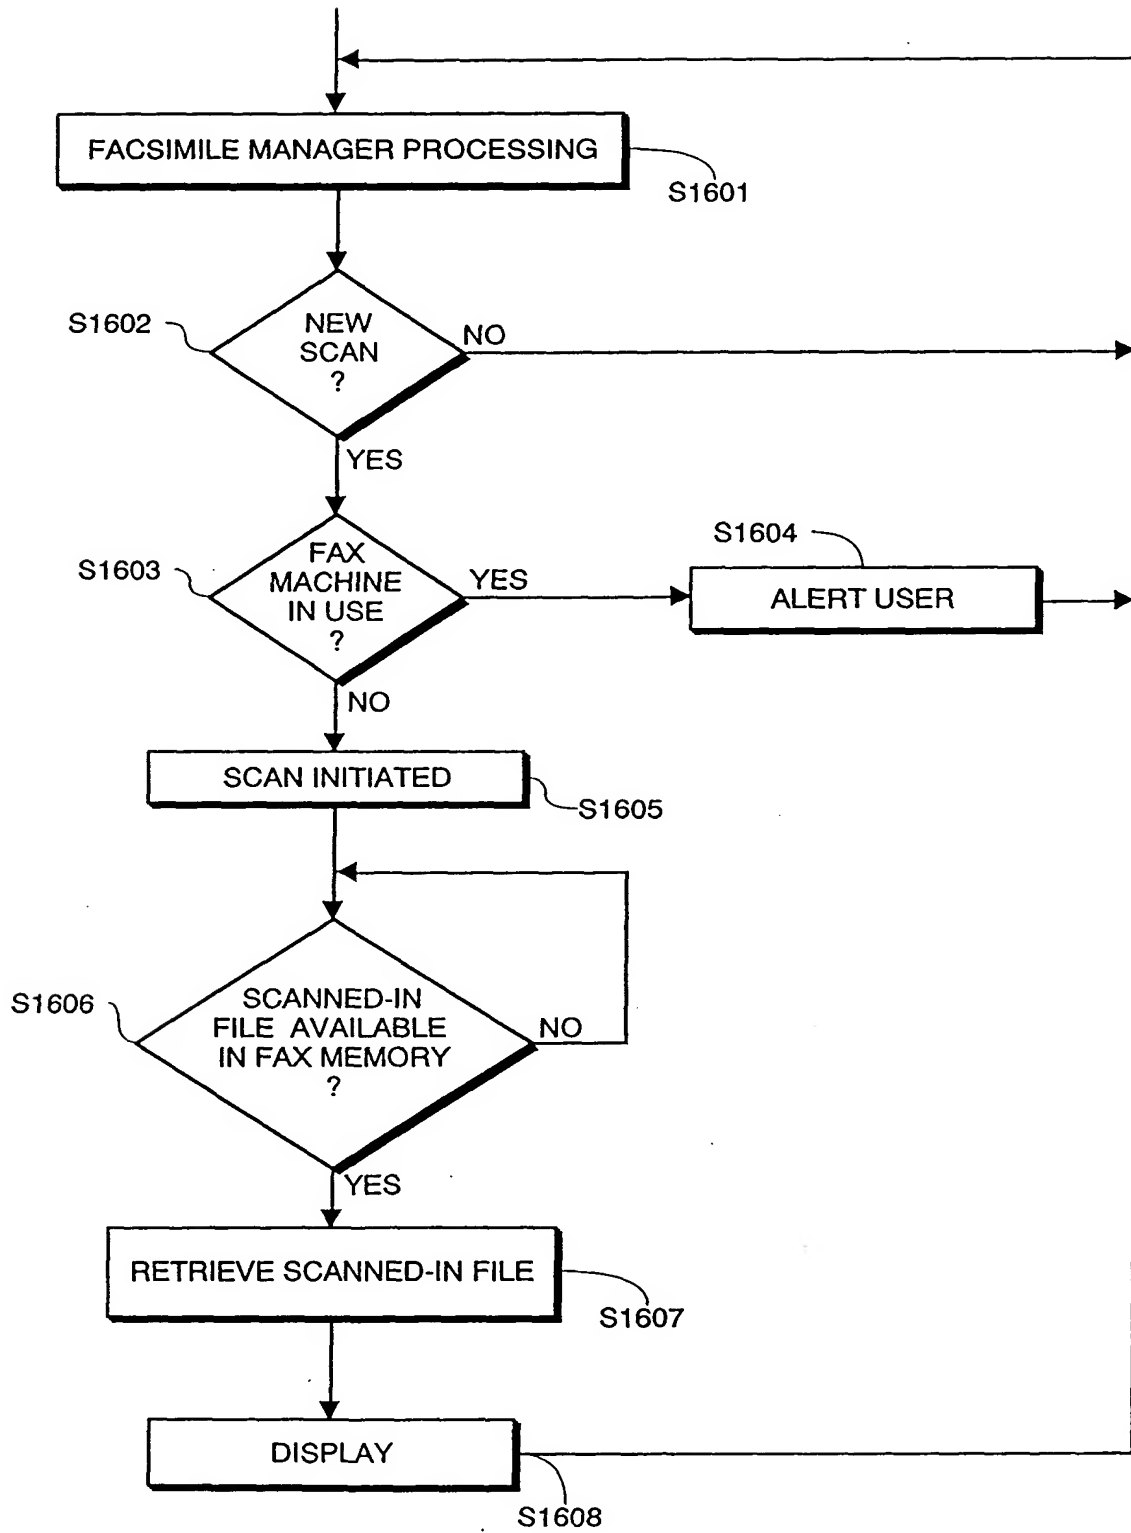 FACSIMILE MANAGER PROCESSING
S1601
S1602
NEW
SCAN
?
NO
YES
S1603
FAX
MACHINE
IN USE
?
YES
S1604
ALERT USER
NO
SCAN INITIATED
S1605
S1606
SCANNED-IN
FILE AVAILABLE
IN FAX MEMORY
?
NO
YES
RETRIEVE SCANNED-IN FILE
S1607
DISPLAY
S1608